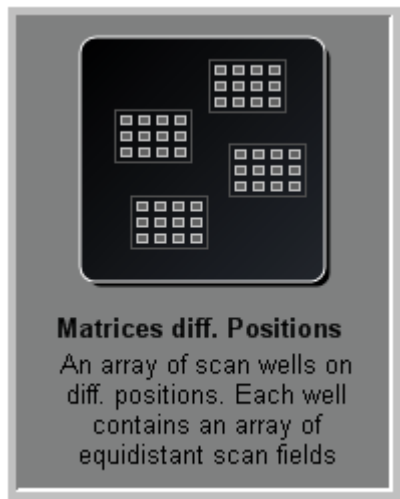 Matrices diff. Positions
An array of scan wells on
diff. positions. Each well
contains an array of
equidistant scan fields